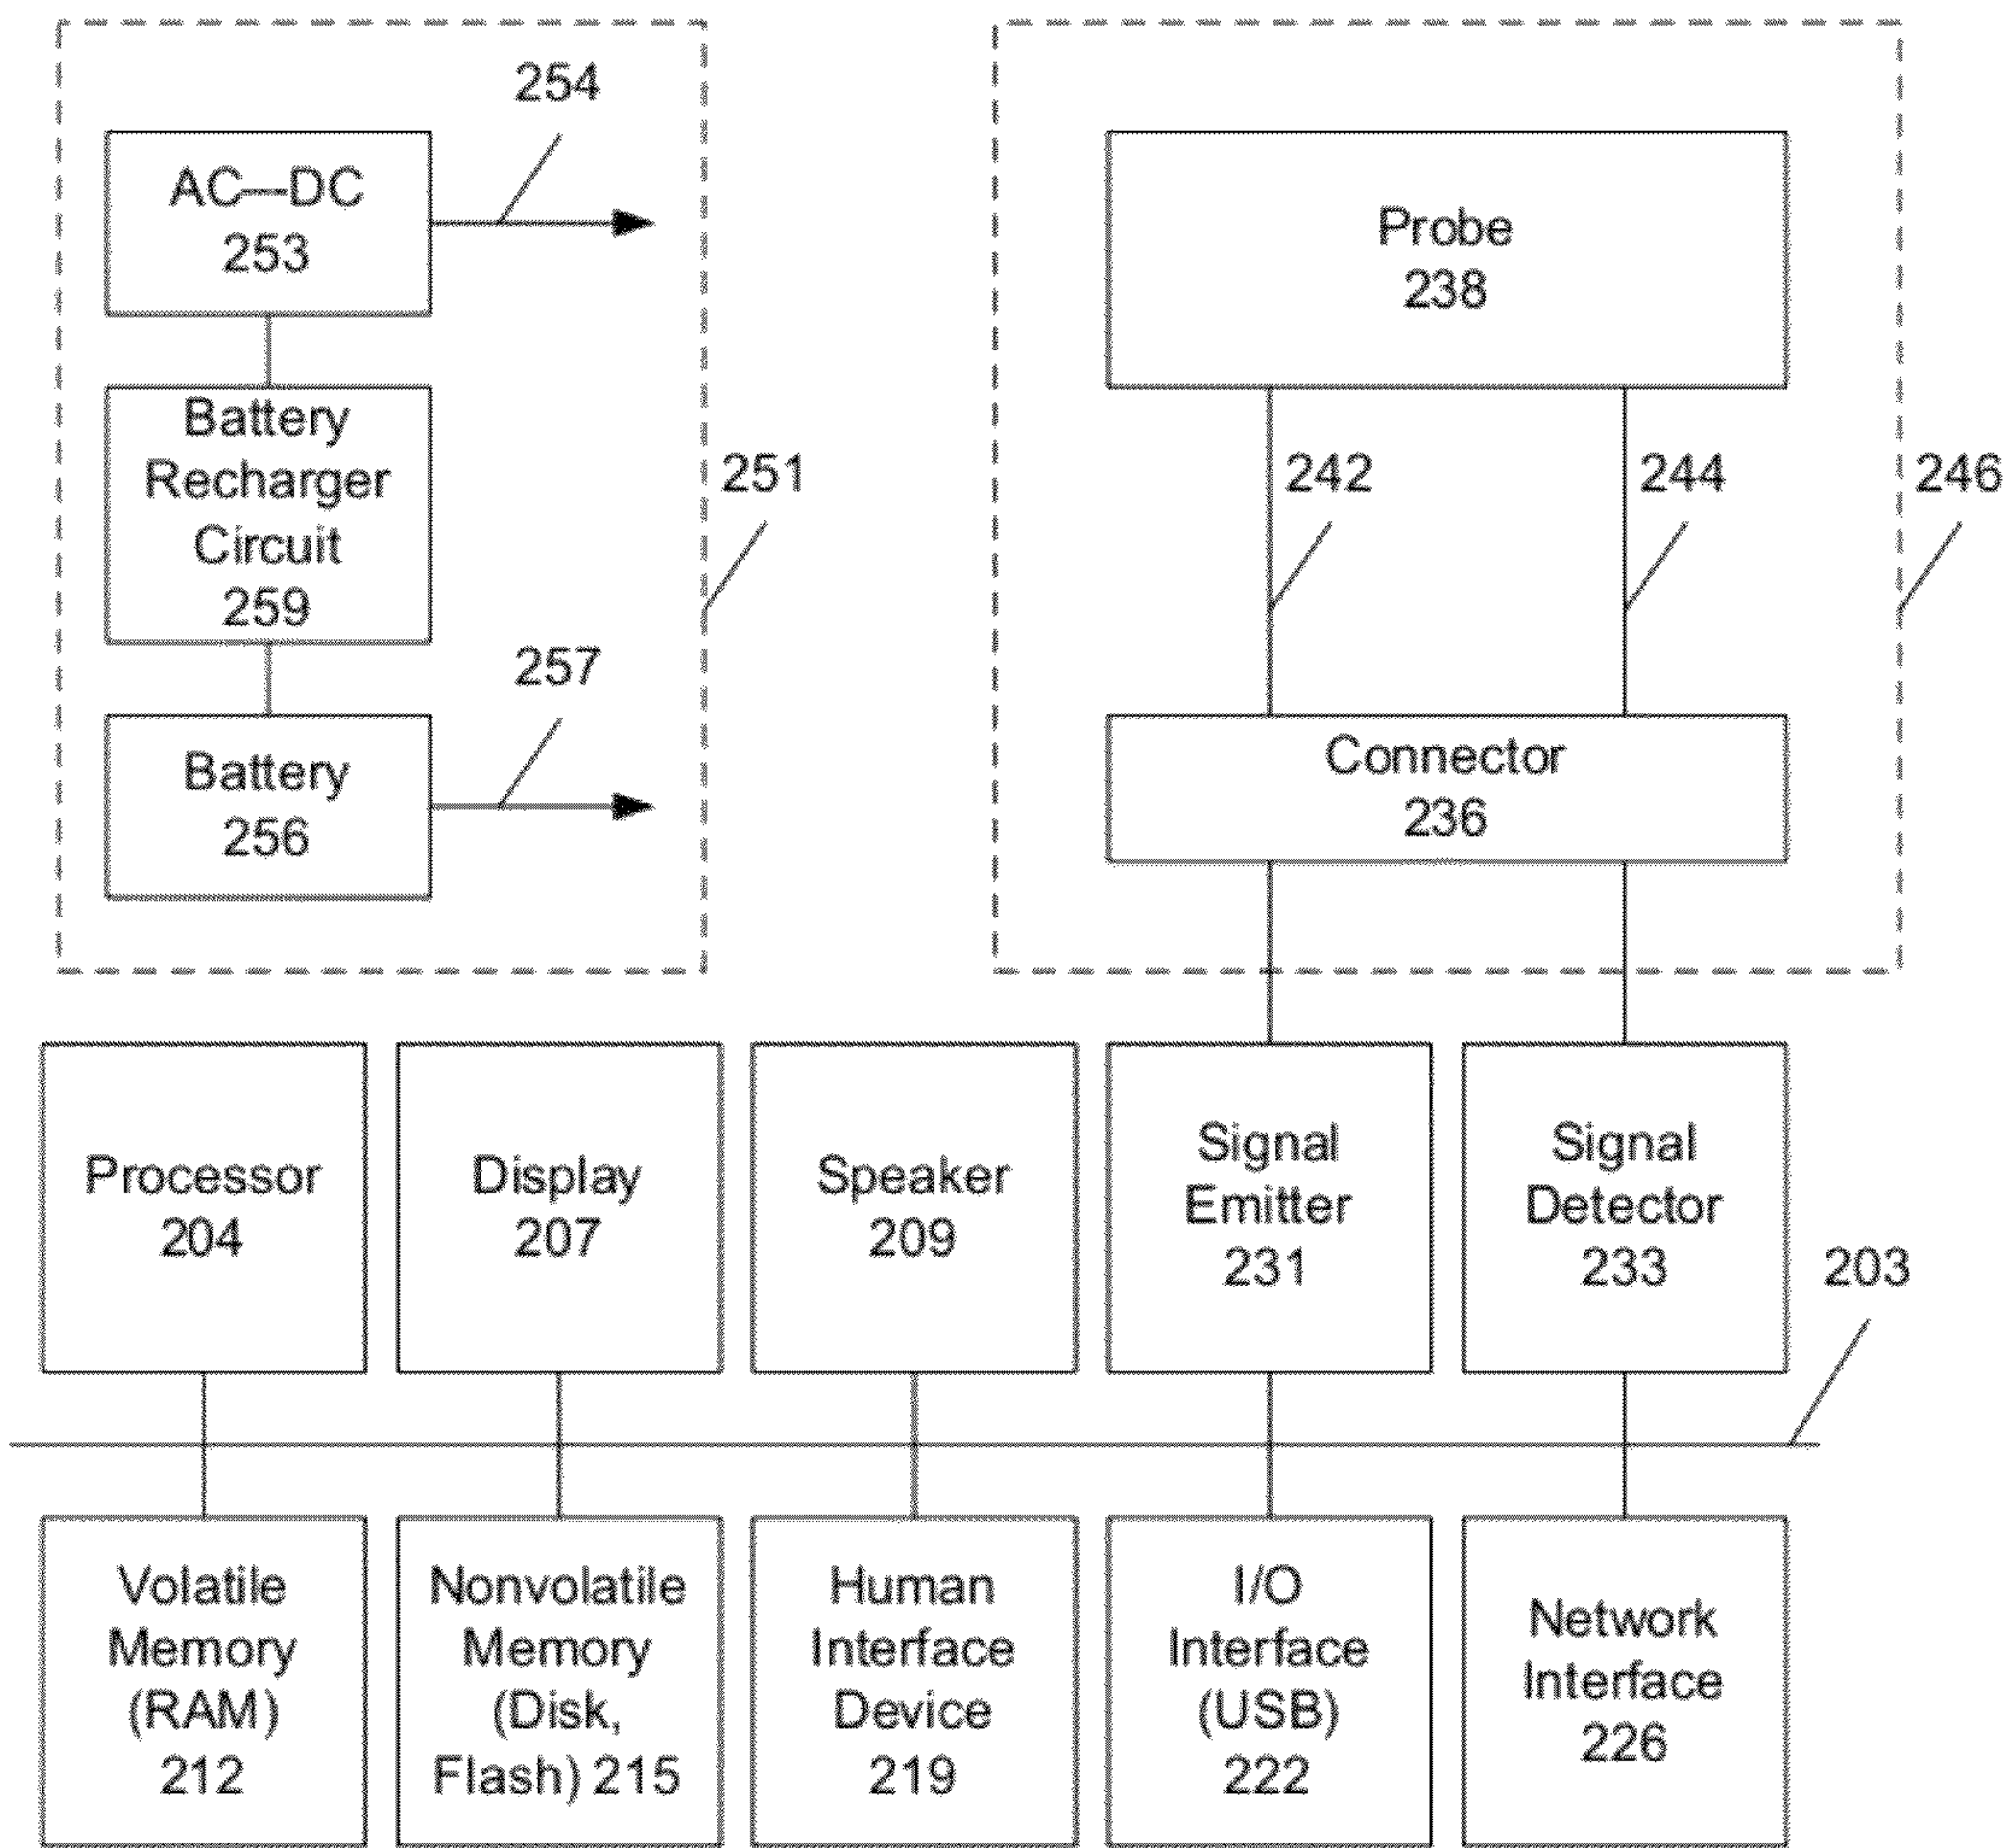 254
AC—DC
253
Battery
Recharger
Circuit
259
251
257
Battery
256
Probe
238
242
244
246
Connector
236
Processor
204
Display
207
Speaker
209
Signal
Emitter
231
Signal
Detector
233
203
Volatile
Memory
(RAM)
212
Nonvolatile
Memory
(Disk,
Flash) 215
Human
Interface
Device
219
I/O
Interface
(USB)
222
Network
Interface
226